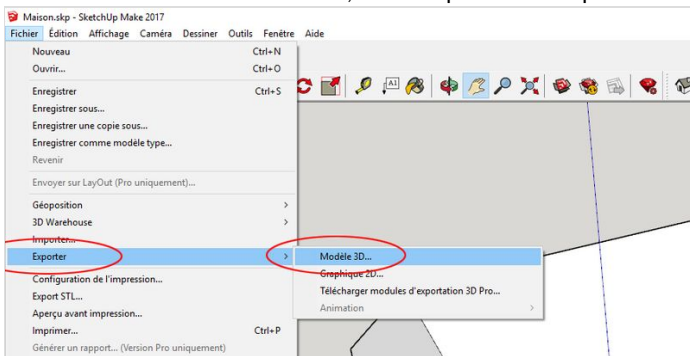 Maison.skp - SketchUp Make 2017
Fichier Édition Affichage Caméra Dessiner Outils Fenêtre Aide
Nouveau Ctrl+N
Ouvrir... Ctrl+O
Enregistrer Ctrl+S
Enregistrer sous...
Enregistrer une copie sous...
Enregistrer comme modèle type...
Revenir
Envoyer sur LayOut (Pro uniquement)...
Géoposition >
3D Warehouse >
Importer...
Exporter >
Modèle 3D...
Graphique 2D...
Télécharger modules d'exportation 3D Pro...
Animation >
Configuration de l'impression...
Export STL...
Aperçu avant impression...
Imprimer... Ctrl+P
Générer un rapport... (Version Pro uniquement)
A1